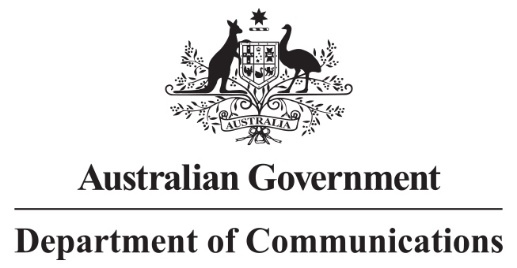 AUSTRALIA
Australian Government
Department of Communications